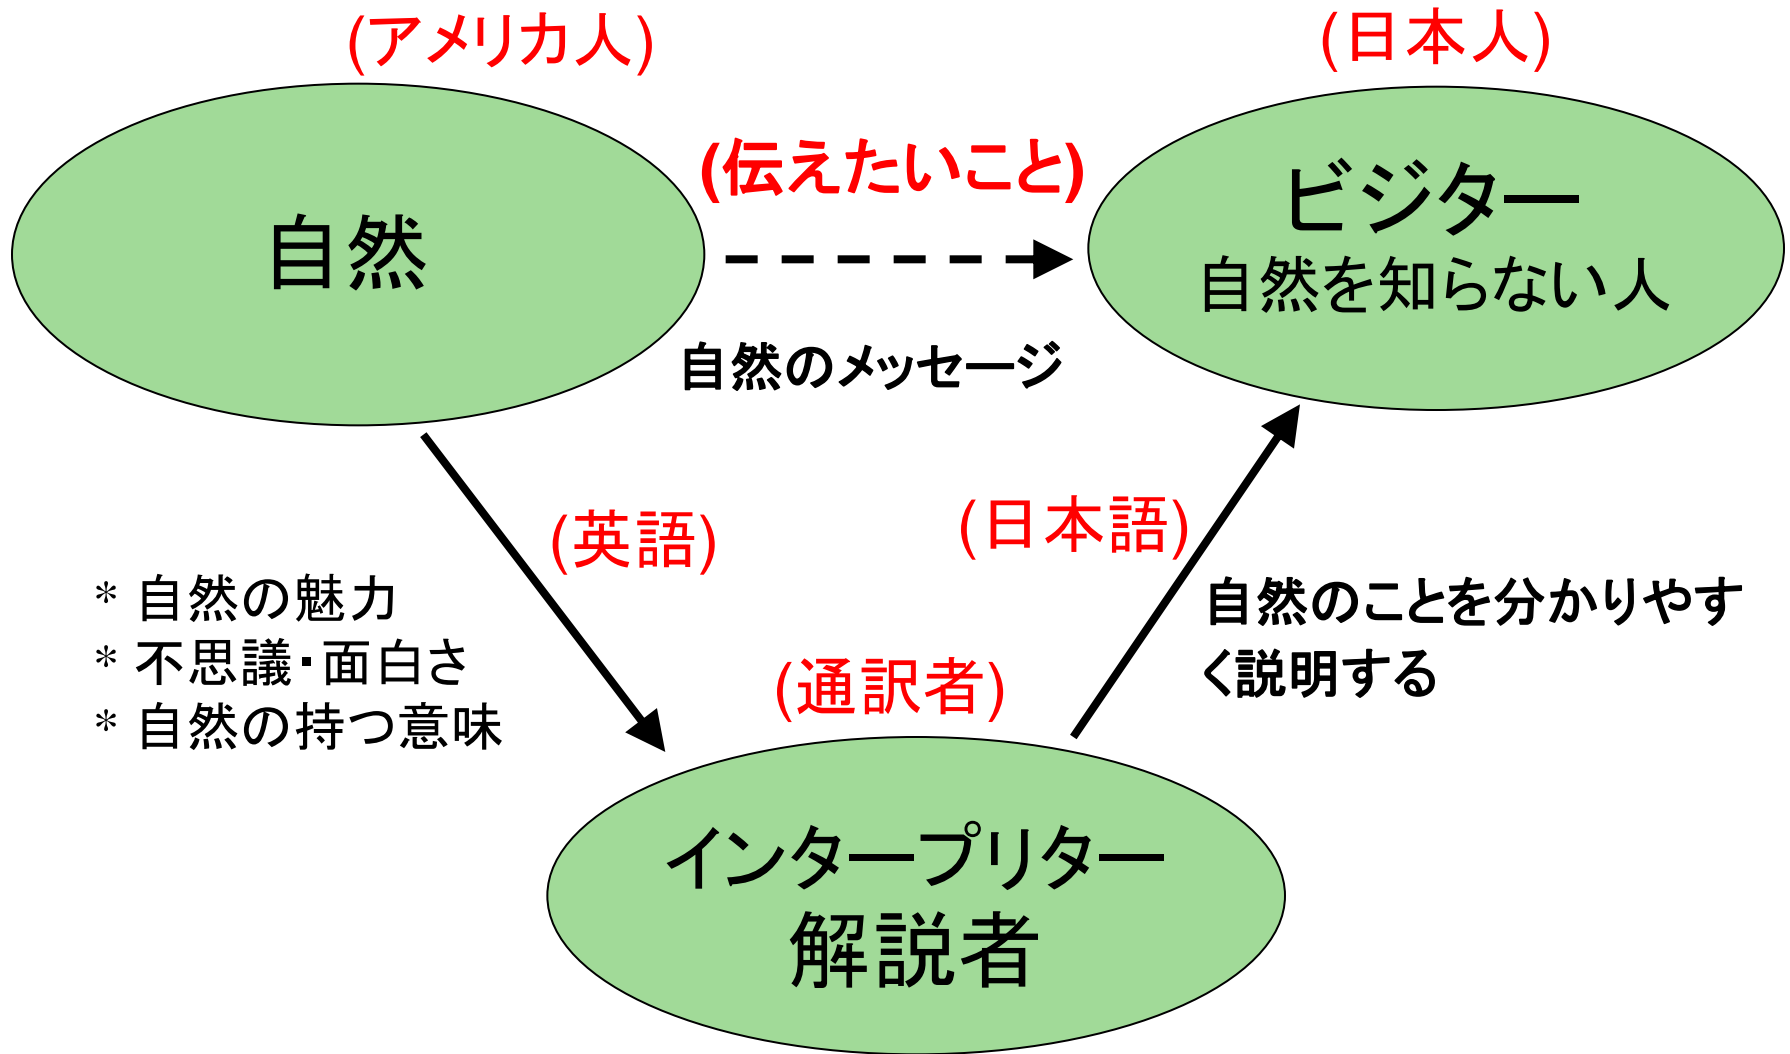 (アメリカ人)
(日本人)
(伝えたいこと)
自然
ビジター
自然を知らない人
自然のメッセージ
(英語)
(日本語)
* 自然の魅力
* 不思議・面白さ
* 自然の持つ意味
自然のことを分かりやす
く説明する
(通訳者)
インタープリター
解説者